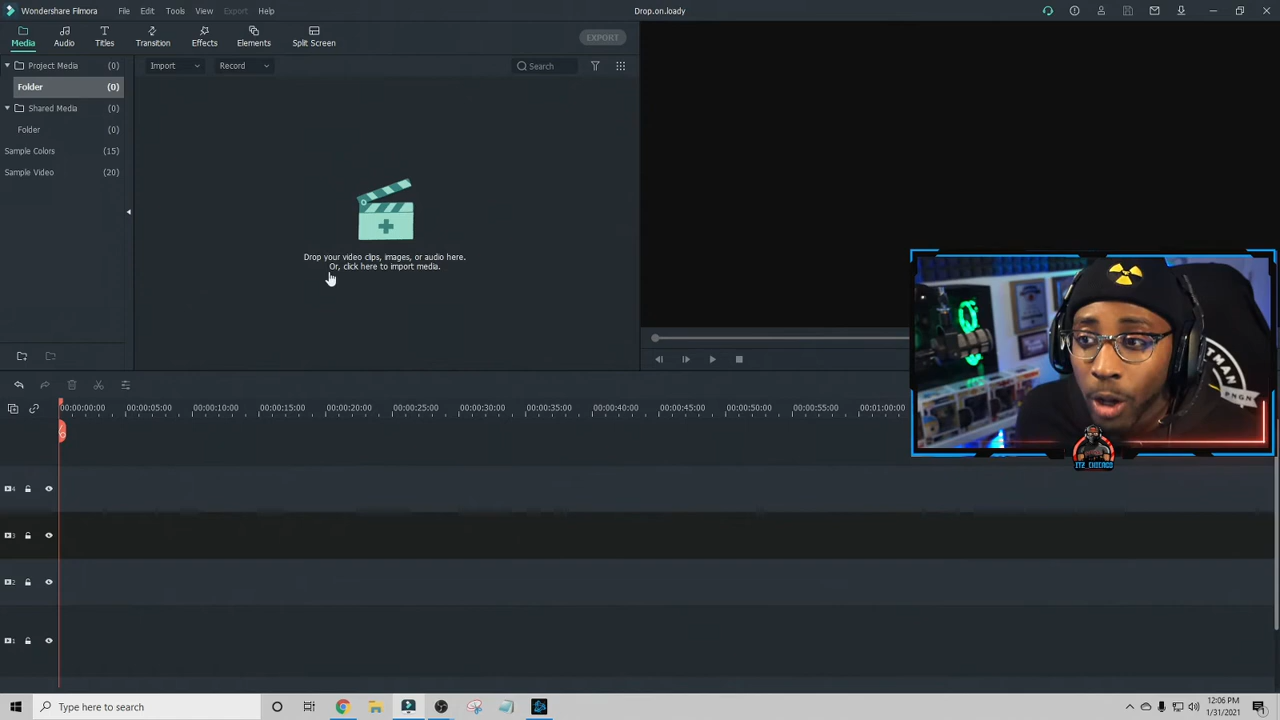 Wondershare Filmora File Edit Tools View Export Help Drop.on.loady
Media Audio Titles Transition Effects Elements Split Screen EXPORT
Project Media (0) Import Record Search
Folder (0)
Shared Media (0)
Folder (0)
Sample Colors (15)
Sample Video (20)
Drop your video clips, images, or audio here.
Or, click here to import media.
00:00:00:00 00:00:05:00 00:00:10:00 00:00:15:00 00:00:20:00 00:00:25:00 00:00:30:00 00:00:35:00 00:00:40:00 00:00:45:00 00:00:50:00 00:00:55:00 00:01:00:00
4
3
2
1
PNGN
ITZ_CHICAGO
Type here to search
12:06 PM
1/31/2021